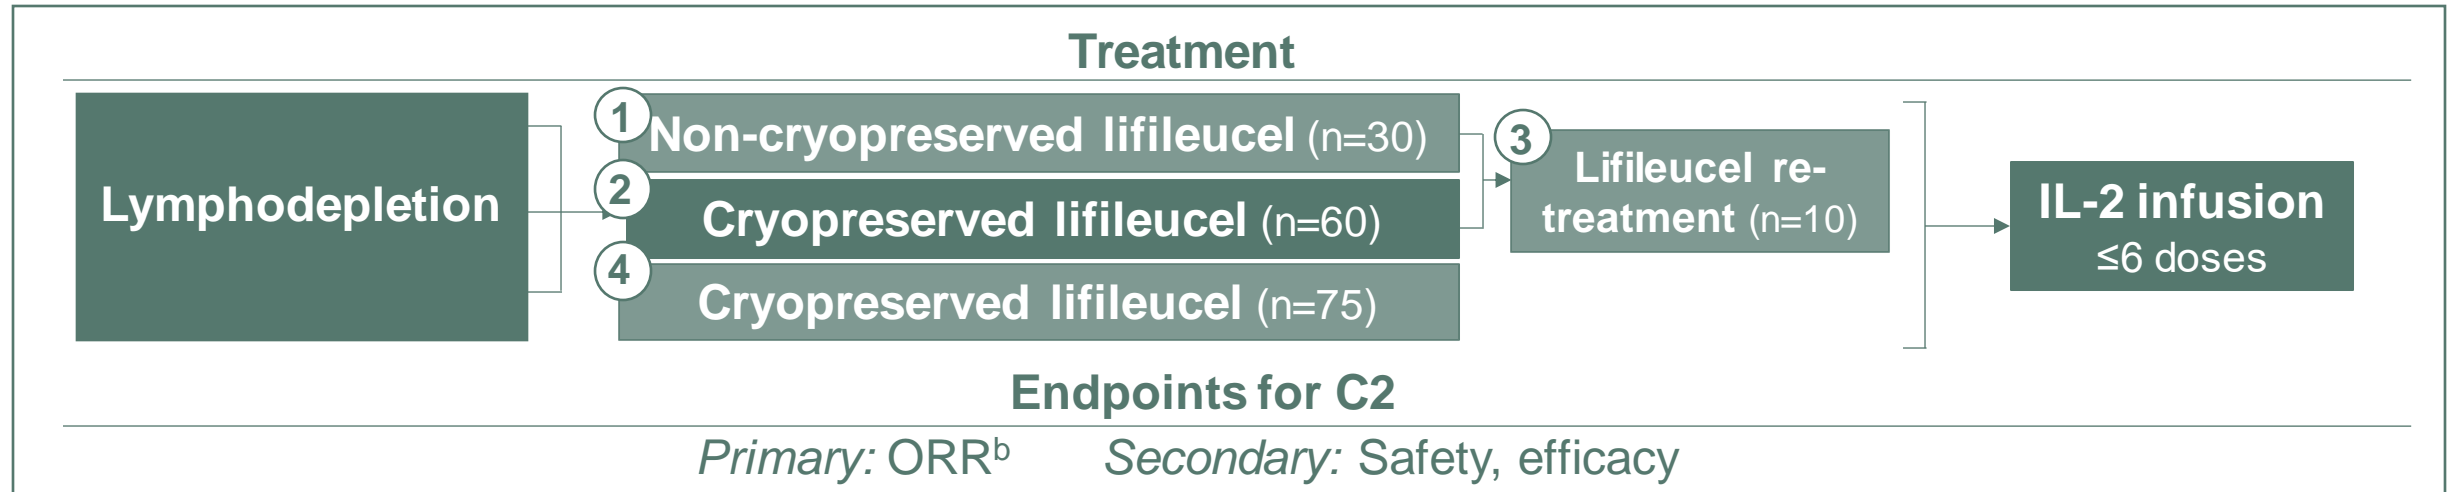 Treatment
Lymphodepletion
1
Non-cryopreserved lifileucel (n=30)
2
Cryopreserved lifileucel (n=60)
4
Cryopreserved lifileucel (n=75)
3
Lifileucel re-
treatment (n=10)
IL-2 infusion
≤6 doses
Endpoints for C2
Primary: ORRᵇ Secondary: Safety, efficacy